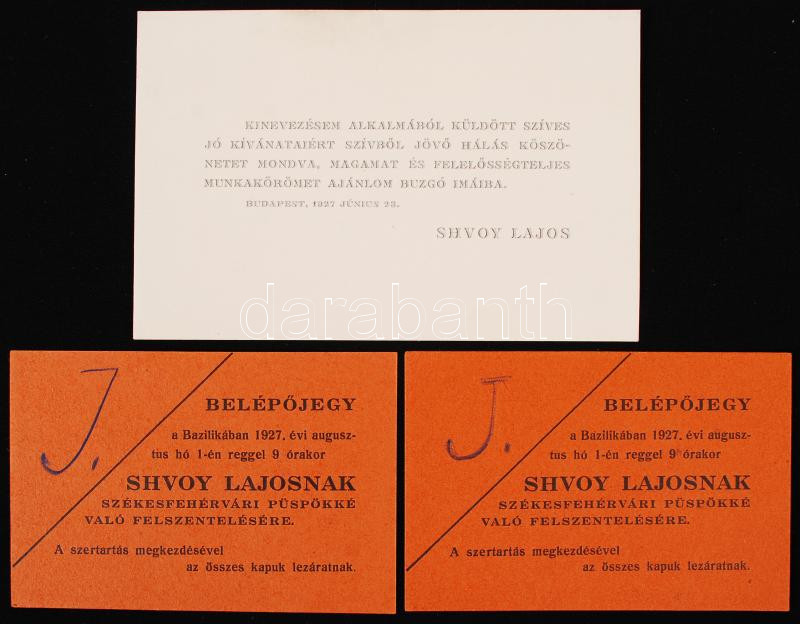 KINEVEZÉSEM ALKALMÁBÓL KÜLDÖTT SZÍVES
JÓ KÍVÁNATAIÉRT SZÍVBŐL JÖVŐ HÁLÁS KÖSZÖ-
NETET MONDVA, MAGAMAT ÉS FELELŐSSÉGTELJES
MUNKAKÖRÖMET AJÁNLOM BUZGÓ IMÁIBA.
BUDAPEST, 1927 JÚNIUS 23.
SHVOY LAJOS
darabanth
J.
BELÉPŐJEGY
a Bazilikában 1927. évi augusz-
tus hó 1-én reggel 9 órakor
SHVOY LAJOSNAK
SZÉKESFEHÉRVÁRI PÜSPÖKKÉ
VALÓ FELSZENTELÉSÉRE.
A szertartás megkezdésével
az összes kapuk lezáratnak.
J.
BELÉPŐJEGY
a Bazilikában 1927. évi augusz-
tus hó 1-én reggel 9 órakor
SHVOY LAJOSNAK
SZÉKESFEHÉRVÁRI PÜSPÖKKÉ
VALÓ FELSZENTELÉSÉRE.
A szertartás megkezdésével
az összes kapuk lezáratnak.